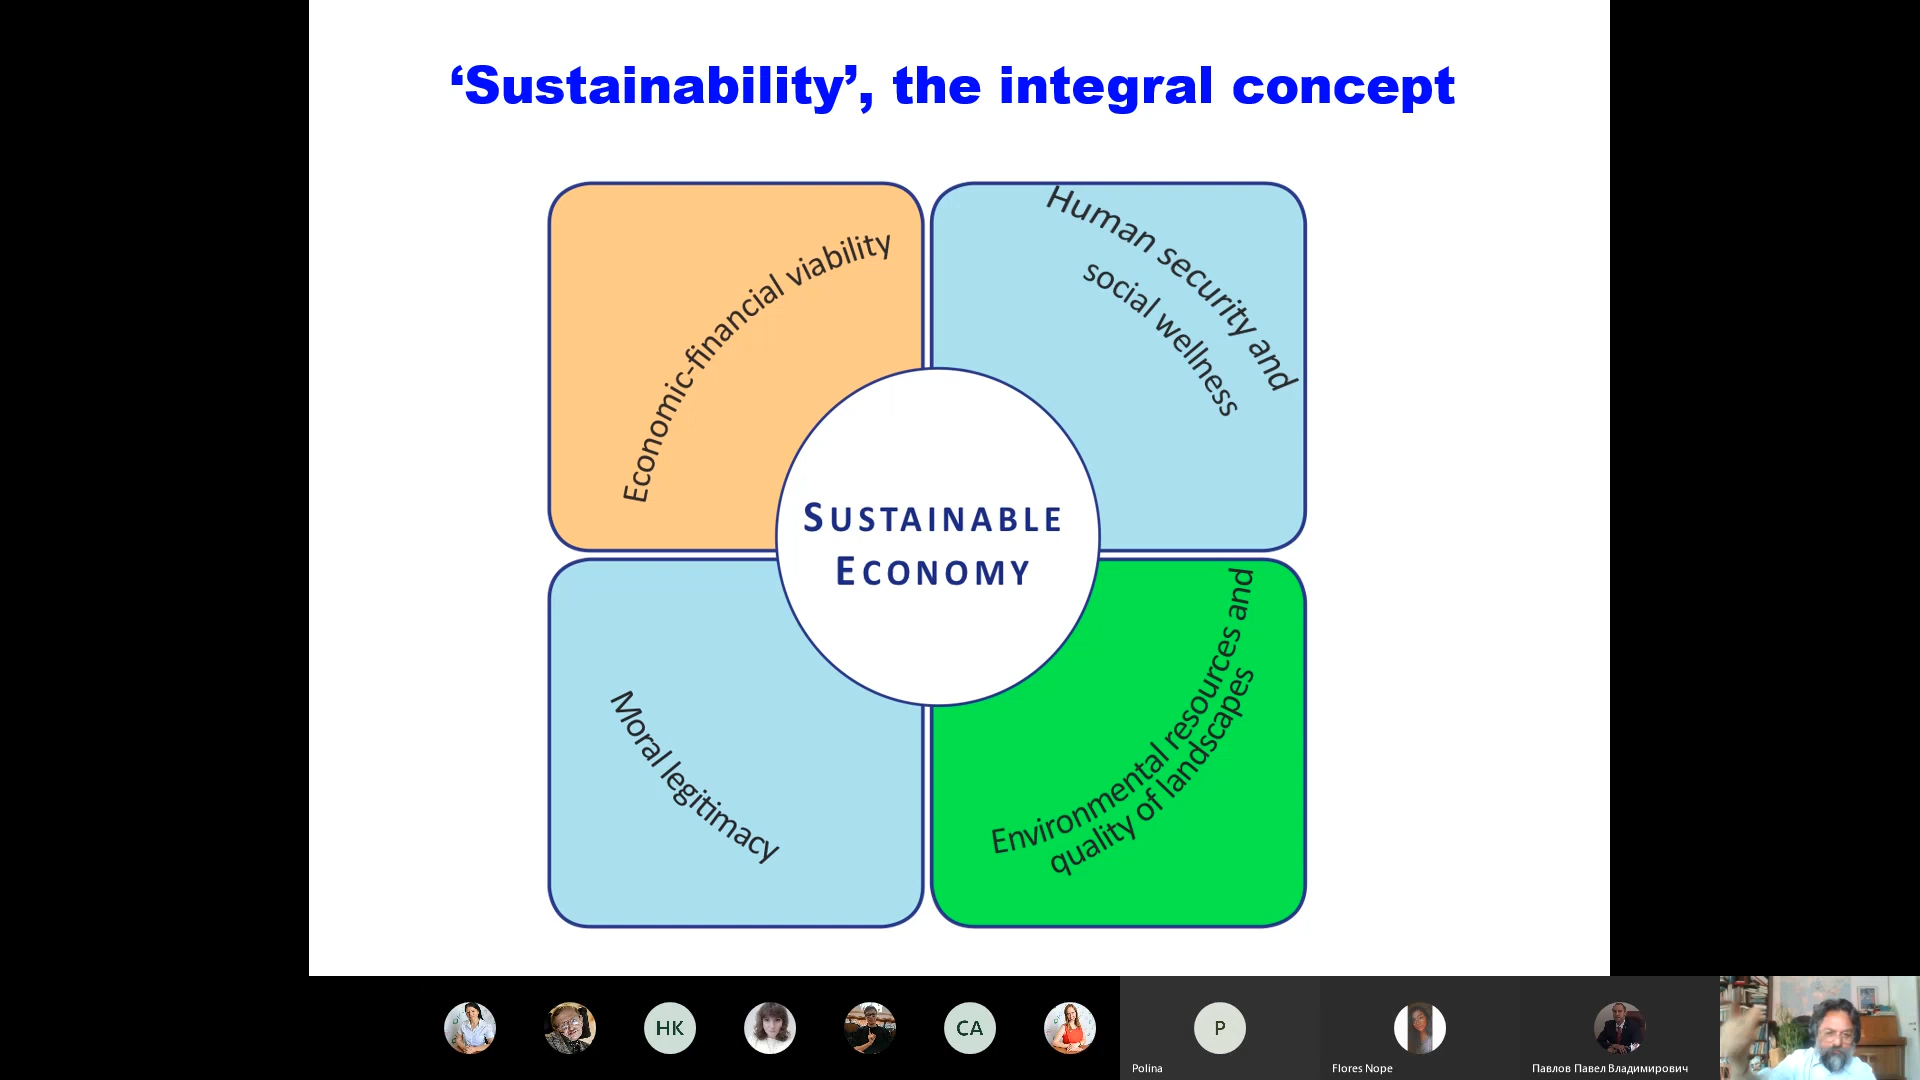 ‘Sustainability’, the integral concept
Economic-financial viability
Human security and
social wellness
SUSTAINABLE
ECONOMY
Moral legitimacy
Environmental resources and
quality of landscapes
HK
CA
P
Polina
Flores Nope
Павлов Павел Владимирович